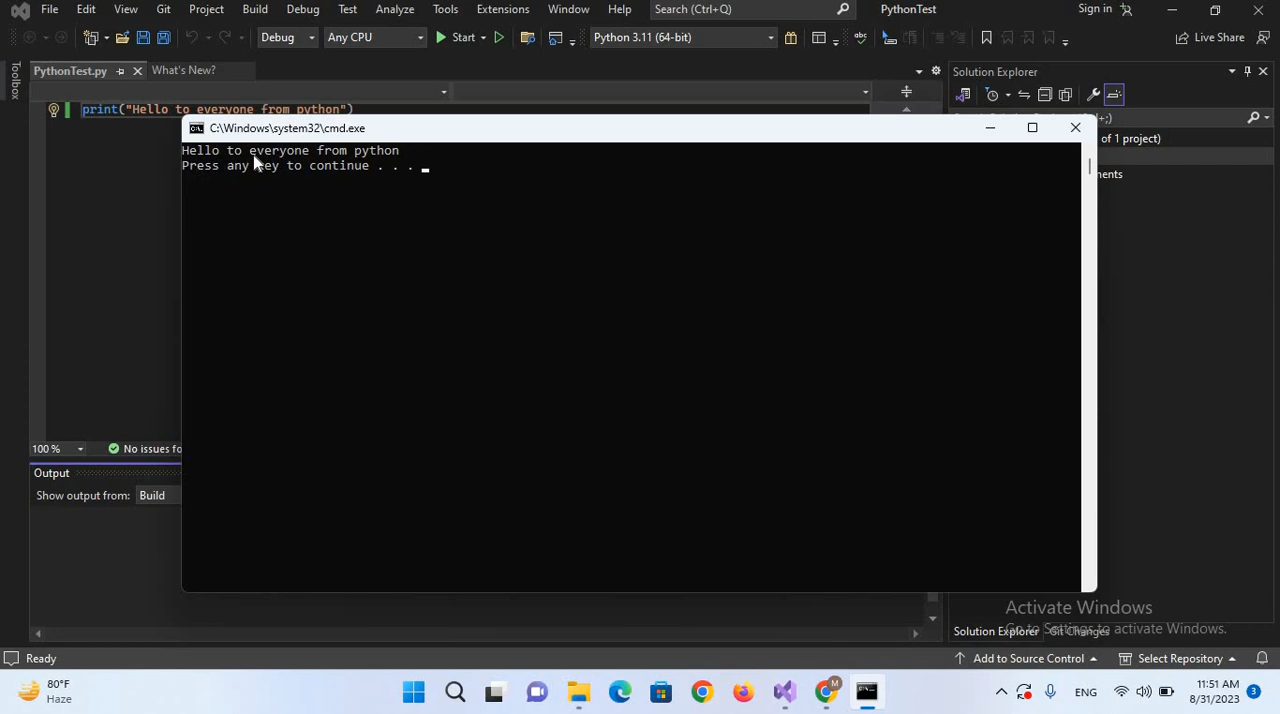 File Edit View Git Project Build Debug Test Analyze Tools Extensions Window Help Search (Ctrl+Q) PythonTest Sign in
Debug Any CPU Start Python 3.11 (64-bit) Live Share
Toolbox
PythonTest.py What's New?
Solution Explorer
print("Hello to everyone from python")
+;)
C:\Windows\system32\cmd.exe
of 1 project)
Hello to everyone from python
Press any key to continue . . .
ments
100 % No issues fo
Output
Show output from: Build
Activate Windows
Go to Settings to activate Windows.
Solution Explorer Git Changes
Ready Add to Source Control Select Repository
80°F
Haze
ENG
11:51 AM
8/31/2023
3
M